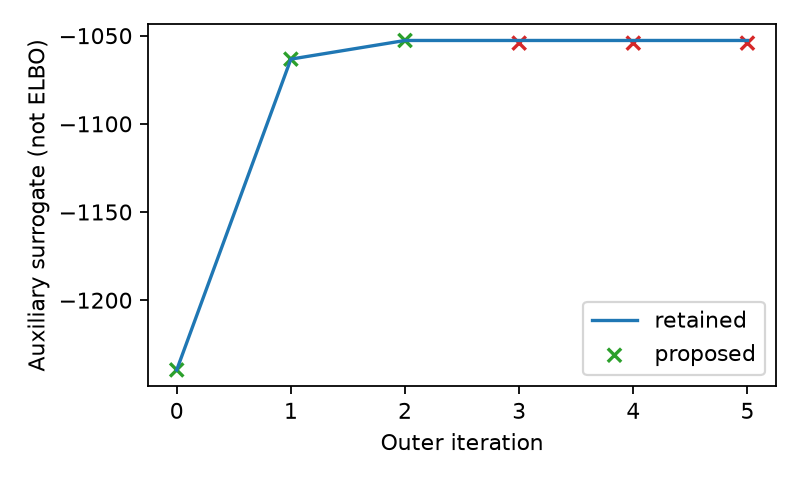 Auxiliary surrogate (not ELBO)
−1050
−1100
−1150
−1200
retained
proposed
0 1 2 3 4 5
Outer iteration